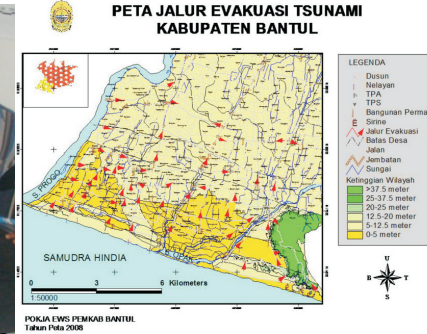 PETA JALUR EVAKUASI TSUNAMI
KABUPATEN BANTUL
S. PROGO
SAMUDRA HINDIA
0 3 6 Kilometers
1:50000
POKJA EWS PEMKAB BANTUL
Tahun Peta 2008
LEGENDA
Dusun
Nelayan
TPA
TPS
Bangunan Perma
Sirine
Jalur Evakuasi
Batas Desa
Jalan
Jembatan
Sungai
Ketinggian Wilayah
>37.5 meter
25-37.5 meter
20-25 meter
12.5-20 meter
5-12.5 meter
0-5 meter
U
B T
S